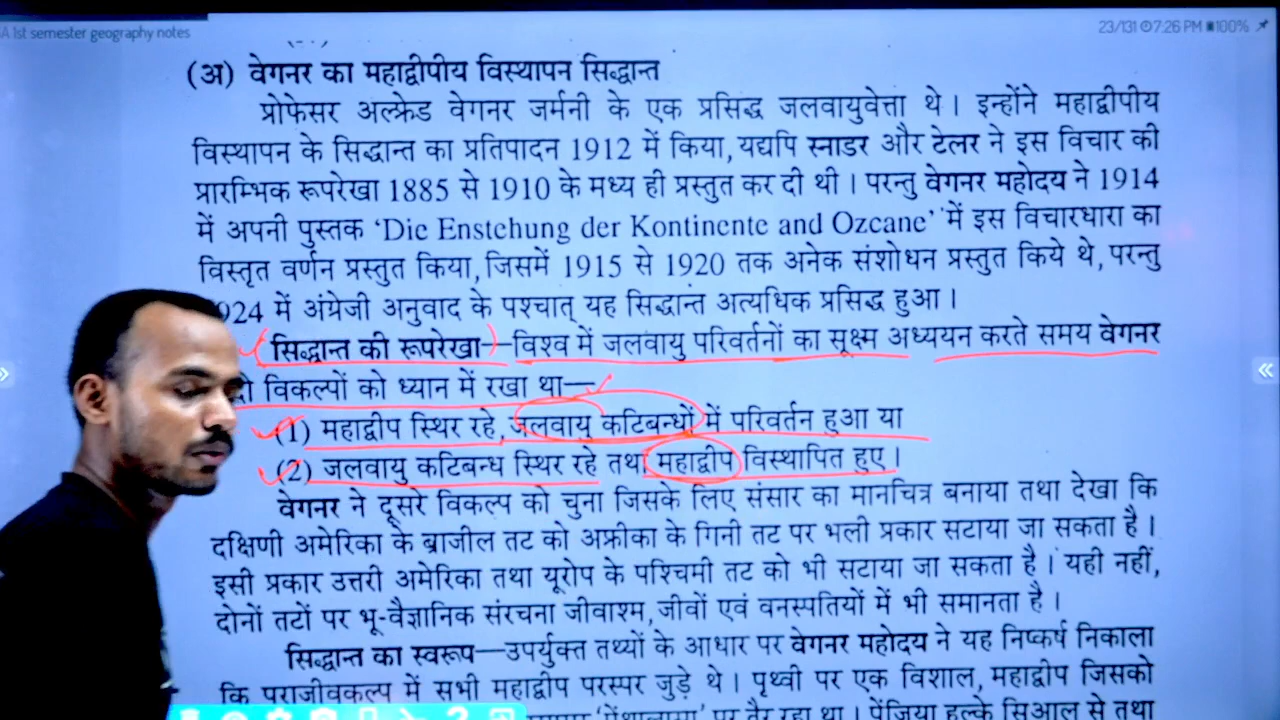 A 1st semester geography notes
23/131 7:26 PM 100%
(अ) वेगनर का महाद्वीपीय विस्थापन सिद्धान्त
प्रोफेसर अल्फ्रेड वेगनर जर्मनी के एक प्रसिद्ध जलवायुवेत्ता थे। इन्होंने महाद्वीपीय
विस्थापन के सिद्धान्त का प्रतिपादन 1912 में किया, यद्यपि स्नाडर और टेलर ने इस विचार की
प्रारम्भिक रूपरेखा 1885 से 1910 के मध्य ही प्रस्तुत कर दी थी। परन्तु वेगनर महोदय ने 1914
में अपनी पुस्तक ‘Die Enstehung der Kontinente and Ozcane’ में इस विचारधारा का
विस्तृत वर्णन प्रस्तुत किया, जिसमें 1915 से 1920 तक अनेक संशोधन प्रस्तुत किये थे, परन्तु
924 में अंग्रेजी अनुवाद के पश्चात् यह सिद्धान्त अत्यधिक प्रसिद्ध हुआ।
सिद्धान्त की रूपरेखा—विश्व में जलवायु परिवर्तनों का सूक्ष्म अध्ययन करते समय वेगनर
विकल्पों को ध्यान में रखा था—
(1) महाद्वीप स्थिर रहे, जलवायु कटिबन्धों में परिवर्तन हुआ या
(2) जलवायु कटिबन्ध स्थिर रहे तथा महाद्वीप विस्थापित हुए।
वेगनर ने दूसरे विकल्प को चुना जिसके लिए संसार का मानचित्र बनाया तथा देखा कि
दक्षिणी अमेरिका के ब्राजील तट को अफ्रीका के गिनी तट पर भली प्रकार सटाया जा सकता है।
इसी प्रकार उत्तरी अमेरिका तथा यूरोप के पश्चिमी तट को भी सटाया जा सकता है। यही नहीं,
दोनों तटों पर भू-वैज्ञानिक संरचना जीवाश्म, जीवों एवं वनस्पतियों में भी समानता है।
सिद्धान्त का स्वरूप—उपर्युक्त तथ्यों के आधार पर वेगनर महोदय ने यह निष्कर्ष निकाला
कि पुराजीवकल्प में सभी महाद्वीप परस्पर जुड़े थे। पृथ्वी पर एक विशाल, महाद्वीप जिसको
पर तैर रहा था। पेंजिया हल्के सिआल से तथा